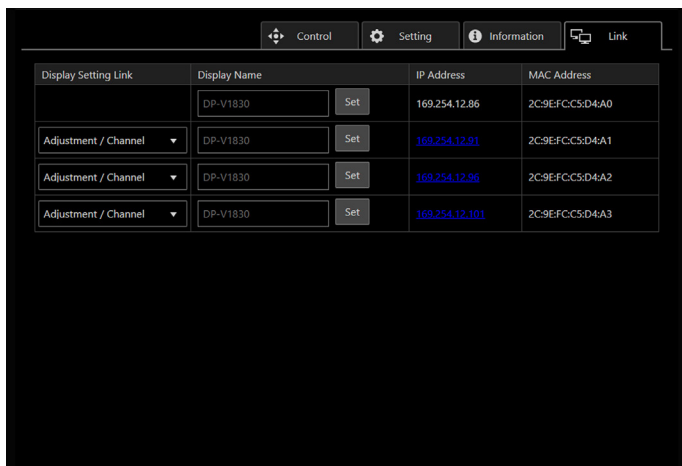 Control Setting Information Link
Display Setting Link Display Name IP Address MAC Address
DP-V1830 Set 169.254.12.86 2C:9E:FC:C5:D4:A0
Adjustment / Channel DP-V1830 Set 169.254.12.91 2C:9E:FC:C5:D4:A1
Adjustment / Channel DP-V1830 Set 169.254.12.96 2C:9E:FC:C5:D4:A2
Adjustment / Channel DP-V1830 Set 169.254.12.101 2C:9E:FC:C5:D4:A3